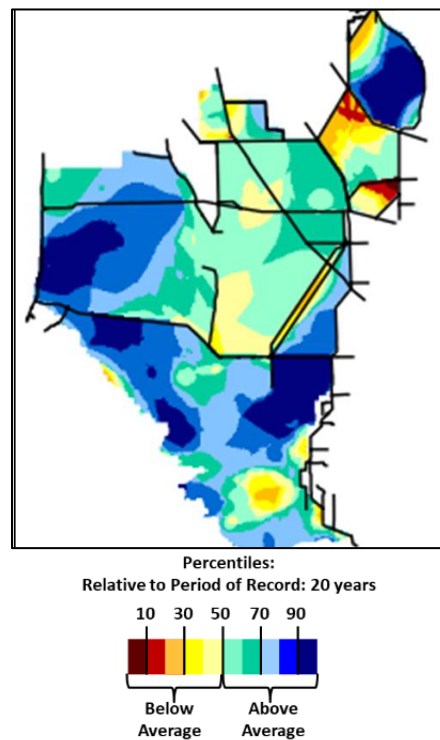 Percentiles:
Relative to Period of Record: 20 years
10 30 50 70 90
Below Above
Average Average